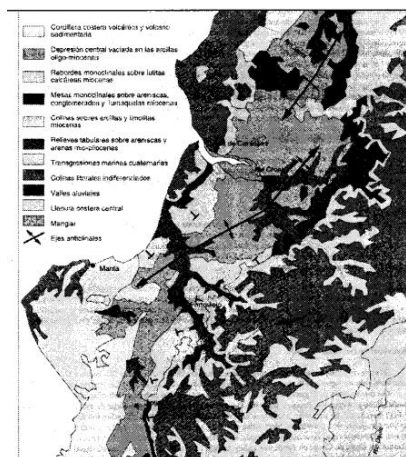 Cordillera costera volcánica y volcano
sedimentaria
Depresión central vaciada en las arcillas
oligo-miocenas
Rebordes monoclinales sobre lutitas
calcáreas miocenas
Mesas monoclinales sobre areniscas,
conglomerados y lumaquelas miocenas
Colinas sobre arcillas y limolitas
miocenas
Relieves tabulares sobre areniscas y
arenas mio-pliocenas
Transgresiones marinas cuaternarias
Colinas litorales indiferenciadas
Valles aluviales
Llanura costera central
Manglar
Ejes anticlinales
Manta